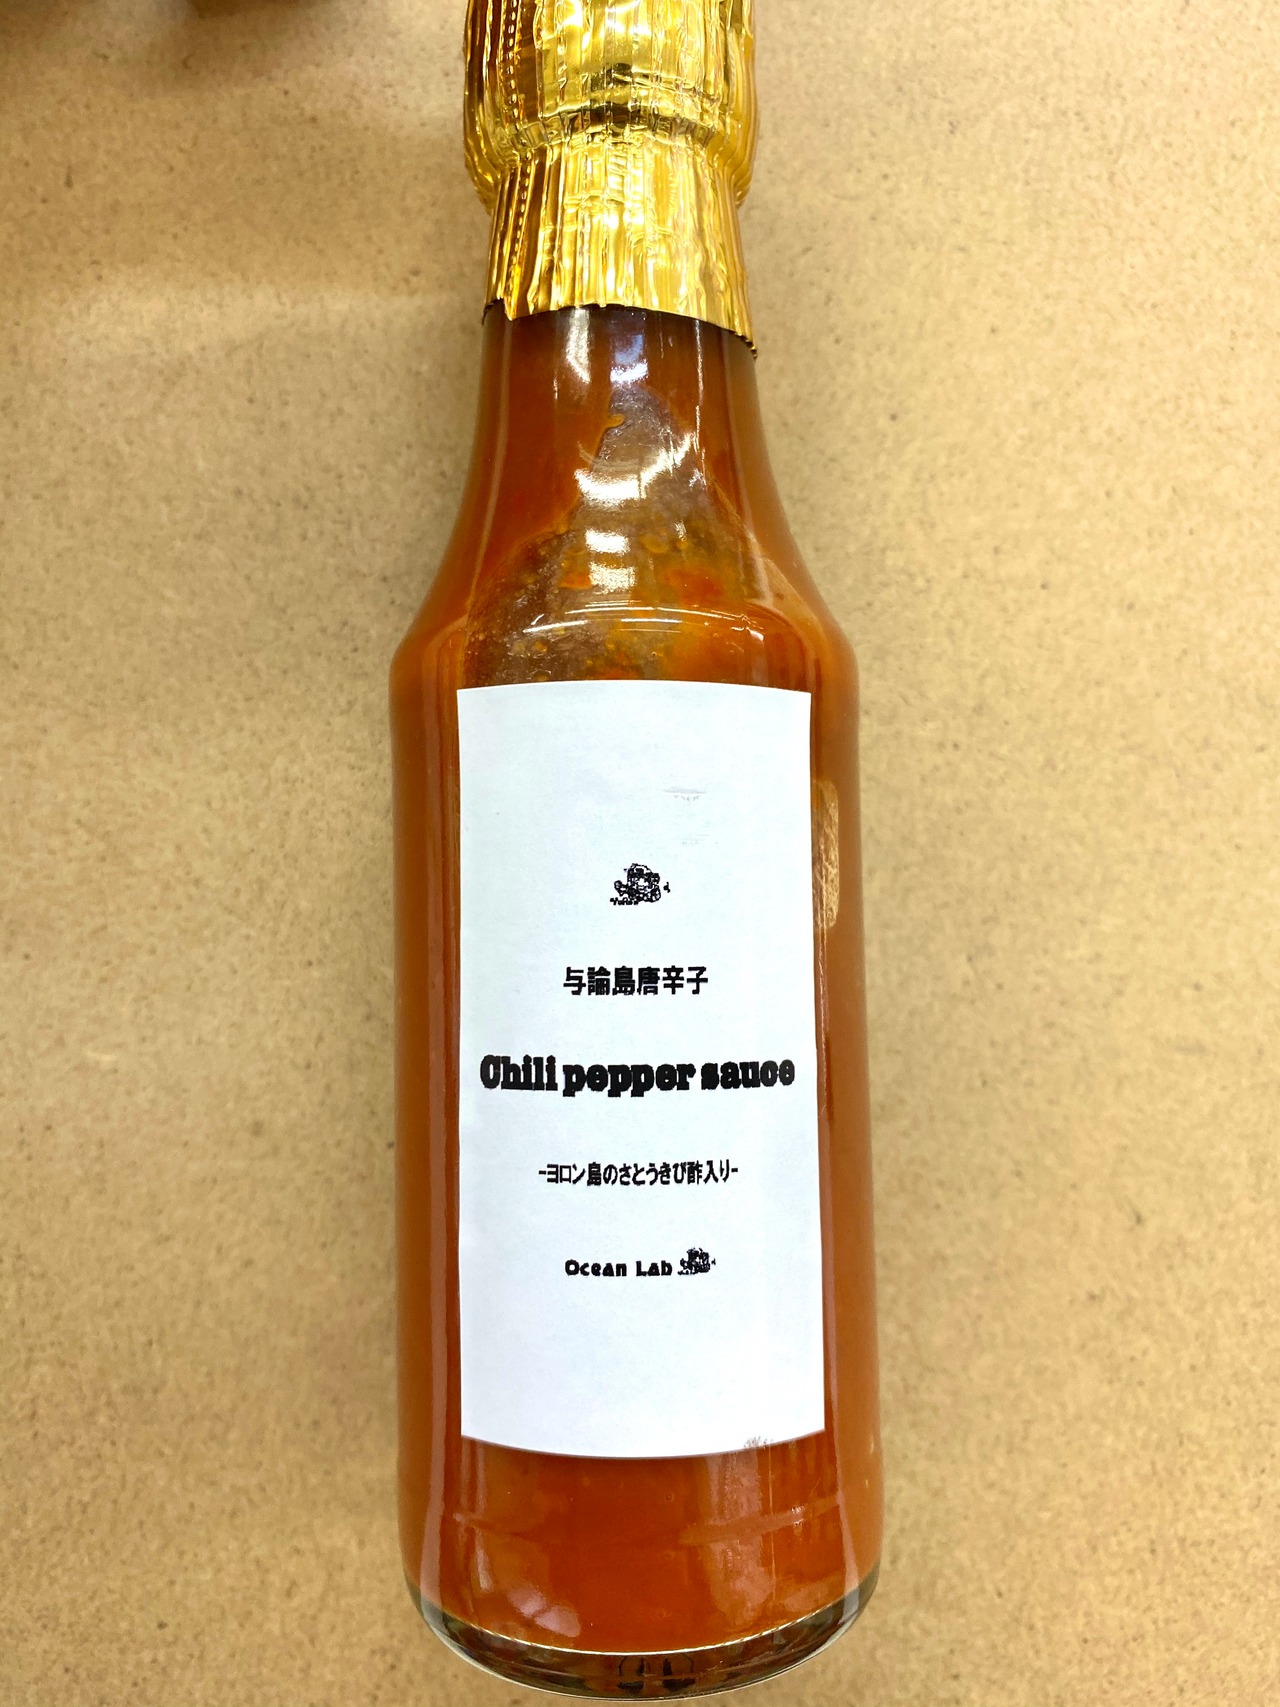 与論島唐辛子
Chili pepper sauce
-ヨロン島のさとうきび酢入り-
Ocean Lab